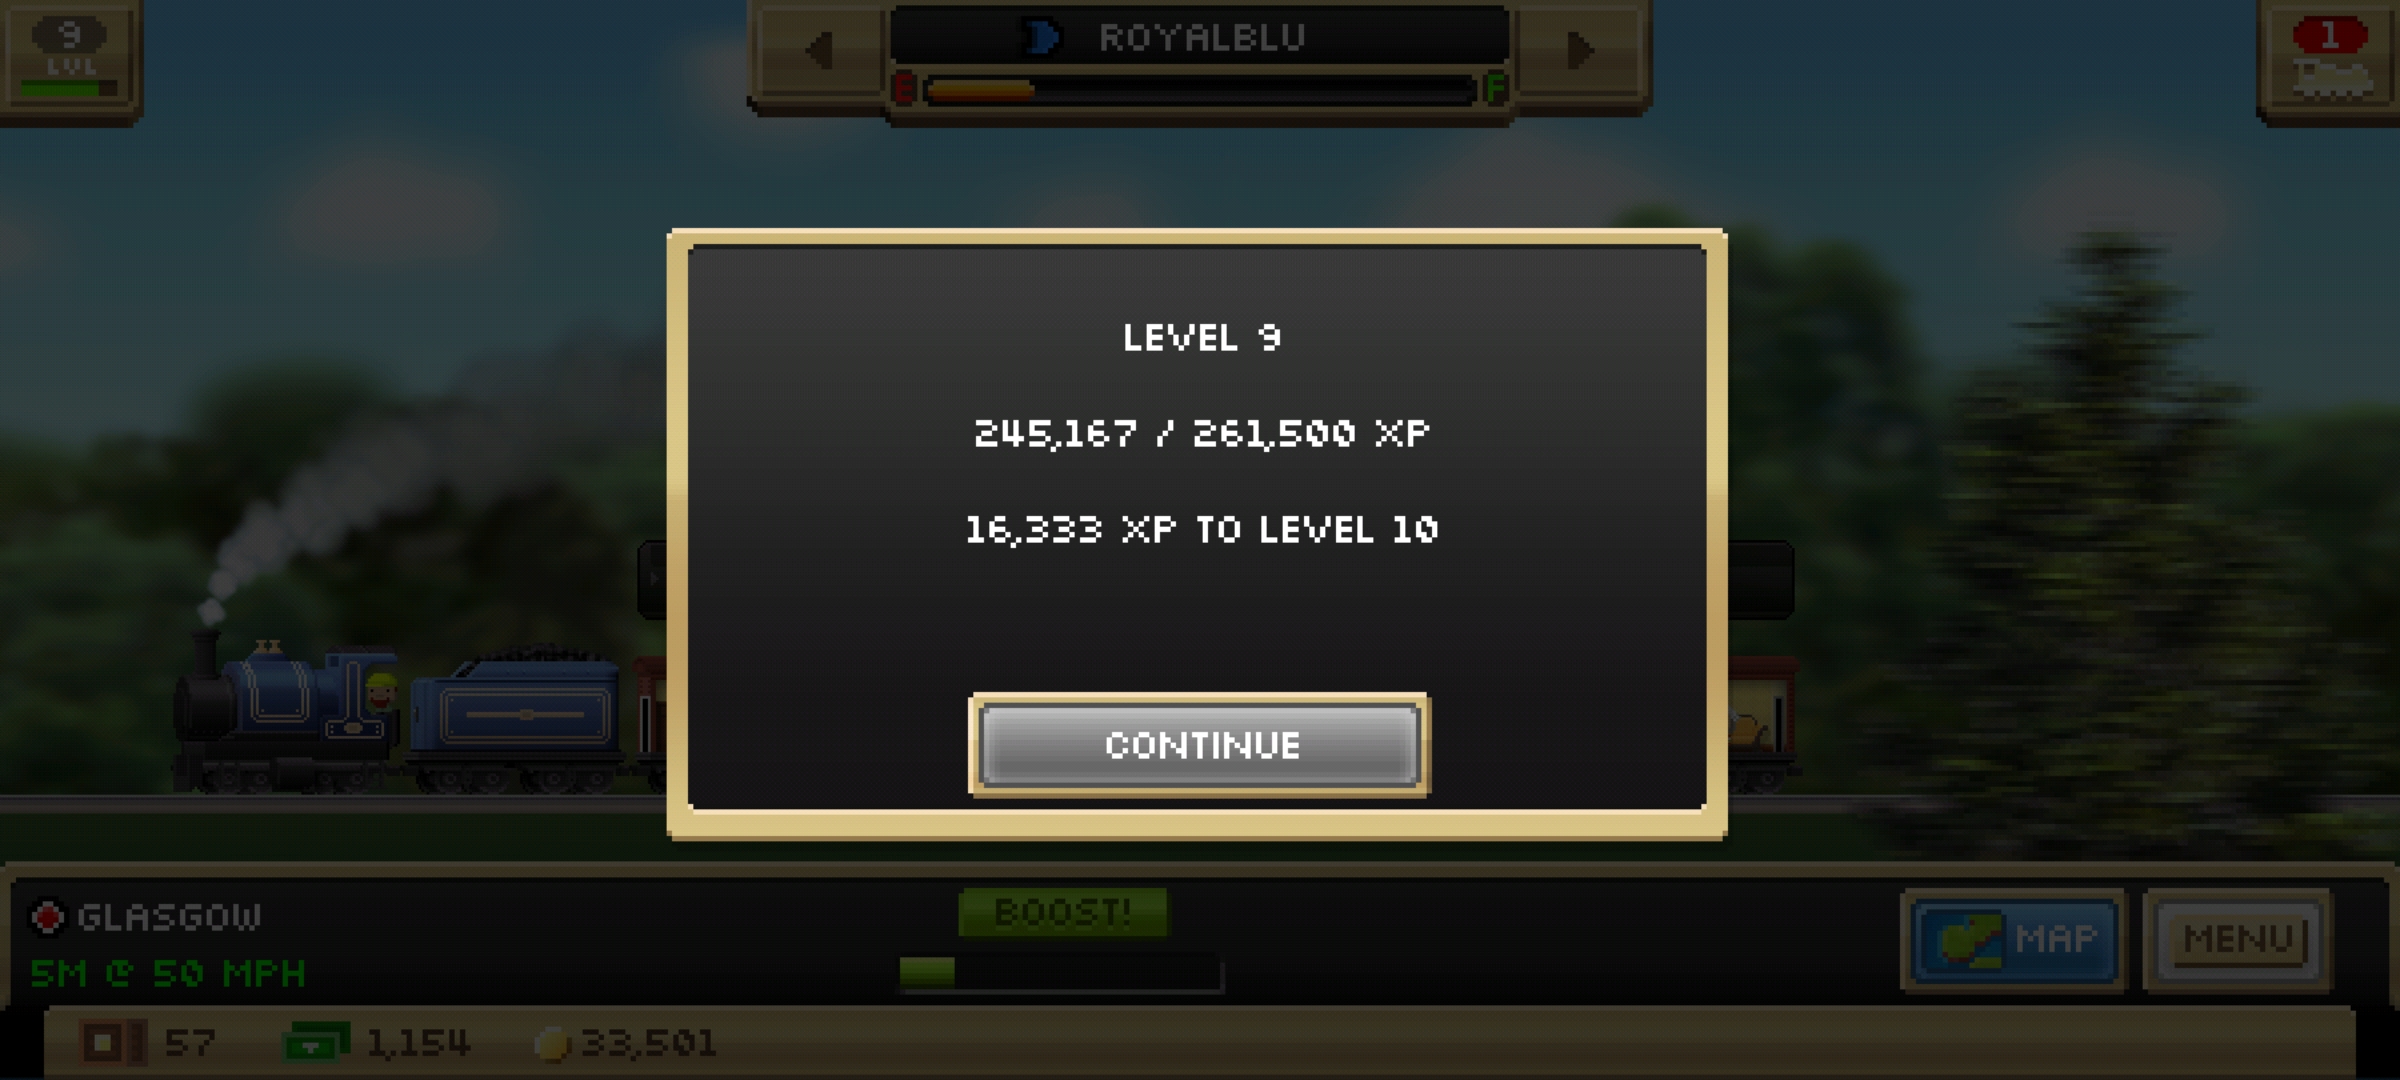 9
LVL
ROYALBLU
E F
1
LEVEL 9
245,167 / 261,500 XP
16,333 XP TO LEVEL 10
CONTINUE
GLASGOW
5M @ 50 MPH
BOOST!
MAP
MENU
57 1,154 33,501